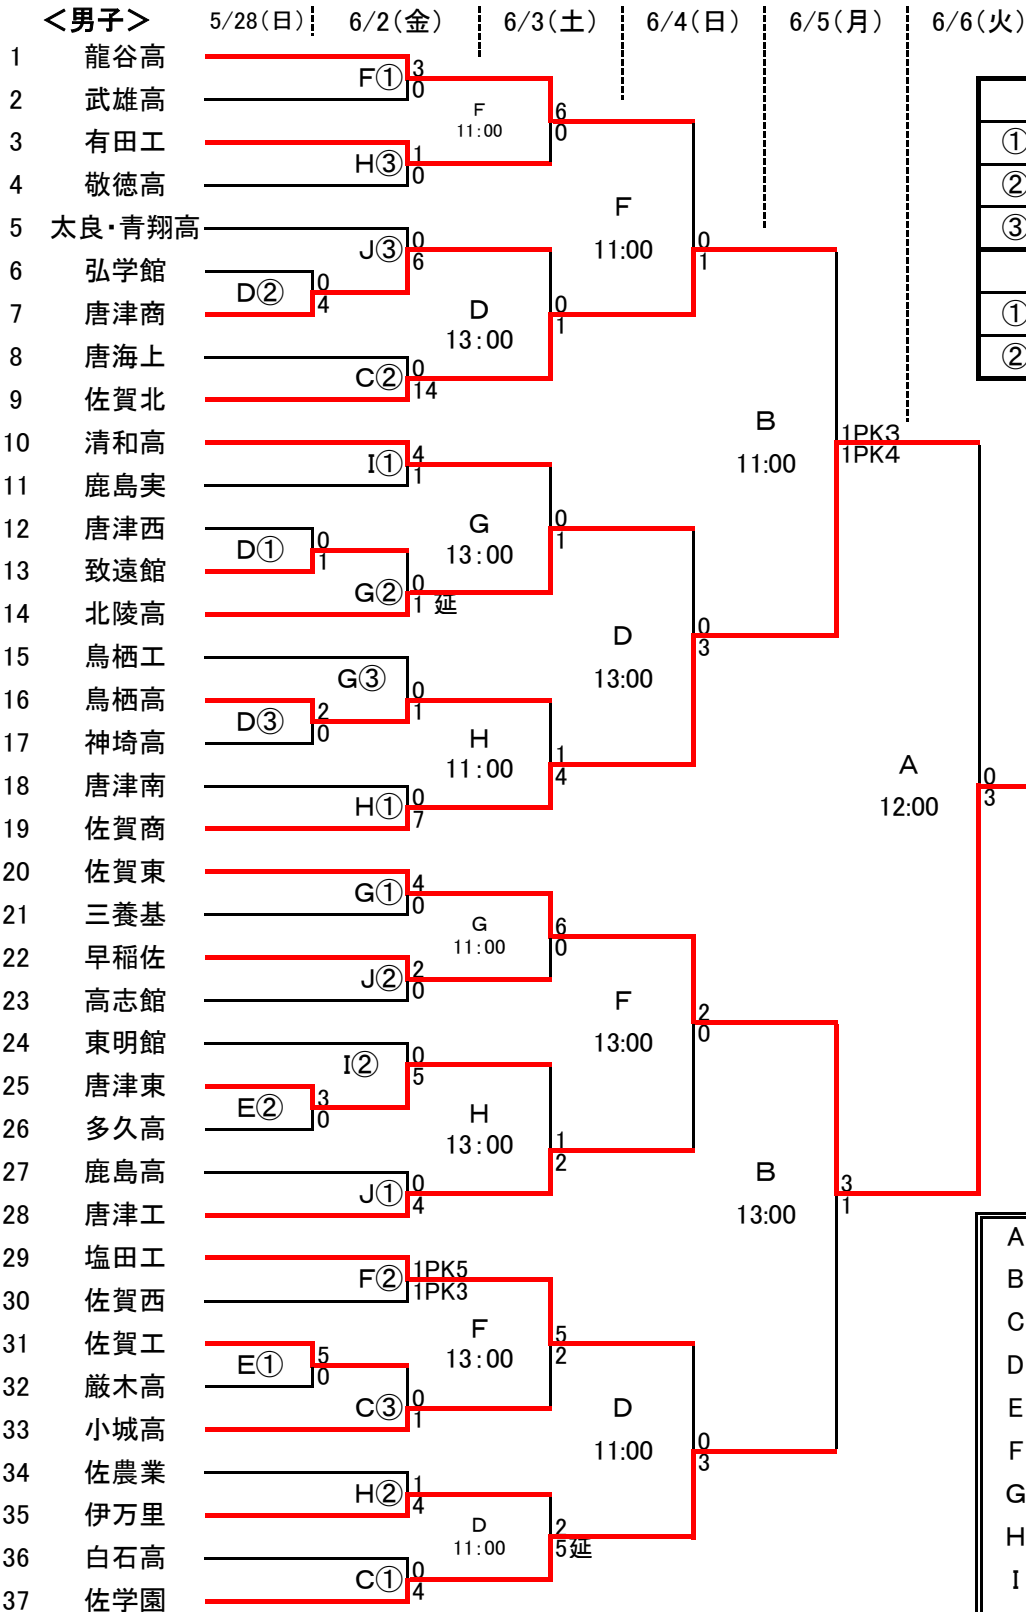 ＜男子＞ 5/28(日) 6/2(金) 6/3(土) 6/4(日) 6/5(月) 6/6(火)
1 龍谷高
F① 3
0
2 武雄高
F
11:00
6
0
3 有田工
H③ 1
0
4 敬徳高
F
11:00
0
1
5 太良・青翔高
J③ 0
6
6 弘学館
D② 0
4
7 唐津商
D
13:00
0
1
8 唐海上
C② 0
14
9 佐賀北
B
11:00
1PK3
1PK4
10 清和高
I① 4
1
11 鹿島実
G
13:00
0
1
12 唐津西
D① 0
1
13 致遠館
G② 0
1 延
14 北陵高
D
13:00
0
3
15 鳥栖工
G③ 0
1
16 鳥栖高
D③ 2
0
17 神埼高
H
11:00
1
4
18 唐津南
H① 0
7
19 佐賀商
A
12:00
0
3
20 佐賀東
G① 4
0
21 三養基
G
11:00
6
0
22 早稲佐
J② 2
0
23 高志館
F
13:00
2
0
24 東明館
I② 0
5
25 唐津東
E② 3
0
26 多久高
H
13:00
1
2
27 鹿島高
J① 0
4
28 唐津工
B
13:00
3
1
29 塩田工
F② 1PK5
1PK3
30 佐賀西
F
13:00
5
2
31 佐賀工
E① 5
0
32 厳木高
C③ 0
1
33 小城高
D
11:00
0
3
34 佐農業
H② 1
4
35 伊万里
D
11:00
2
5延
36 白石高
C① 0
4
37 佐学園
①
②
③
①
②
A
B
C
D
E
F
G
H
I